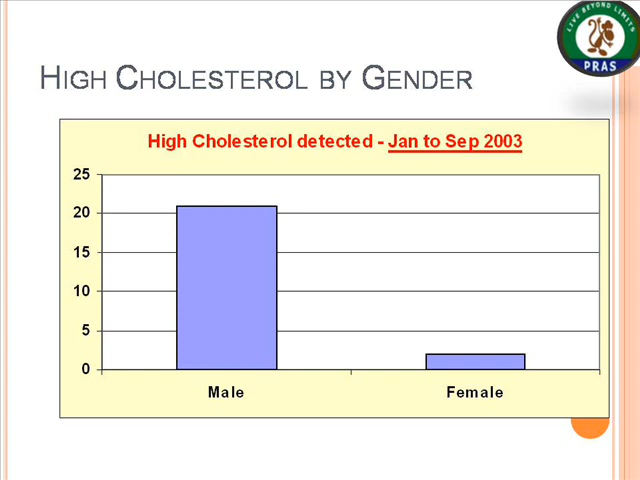 LIVE BEYOND LIMITS
PRAS
HIGH CHOLESTEROL BY GENDER
High Cholesterol detected - Jan to Sep 2003
25
20
15
10
5
0
Male Female